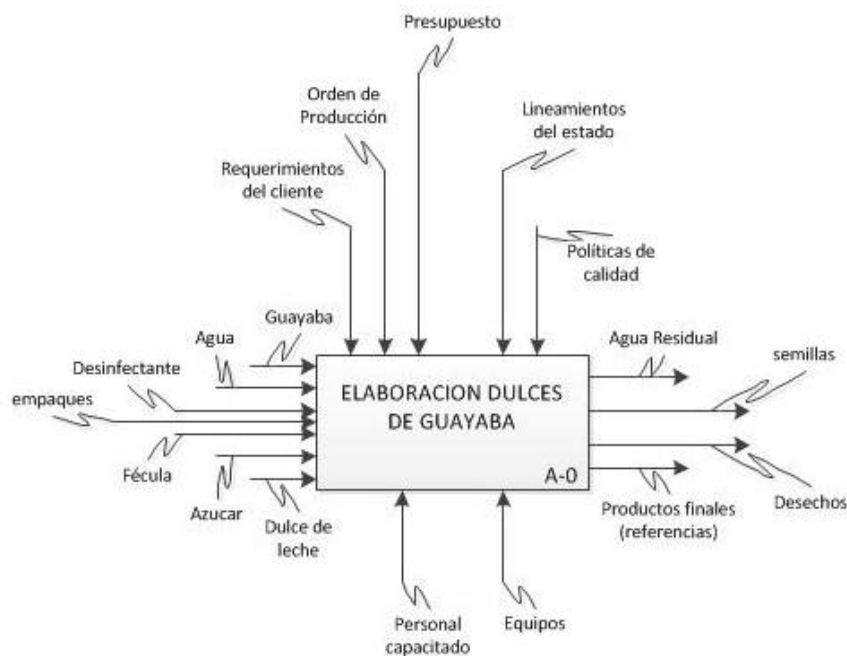 Presupuesto
Orden de
Producción
Lineamientos
del estado
Requerimientos
del cliente
Políticas de
calidad
Guayaba
Agua
Desinfectante
empaques
Fécula
Azucar
Dulce de
leche
ELABORACION DULCES
DE GUAYABA
A-0
Agua Residual
semillas
Desechos
Productos finales
(referencias)
Personal
capacitado
Equipos